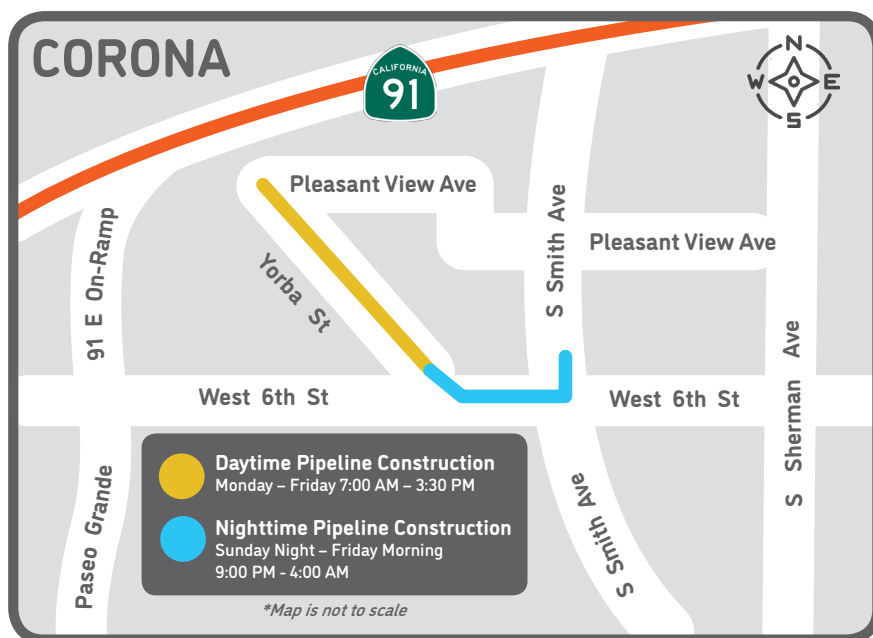 CORONA
CALIFORNIA
91
N
W
E
S
Pleasant View Ave
Pleasant View Ave
S Smith Ave
91 E On-Ramp
Yorba St
S Sherman Ave
West 6th St
West 6th St
Paseo Grande
S Smith Ave
Daytime Pipeline Construction
Monday – Friday 7:00 AM – 3:30 PM
Nighttime Pipeline Construction
Sunday Night – Friday Morning
9:00 PM - 4:00 AM
*Map is not to scale